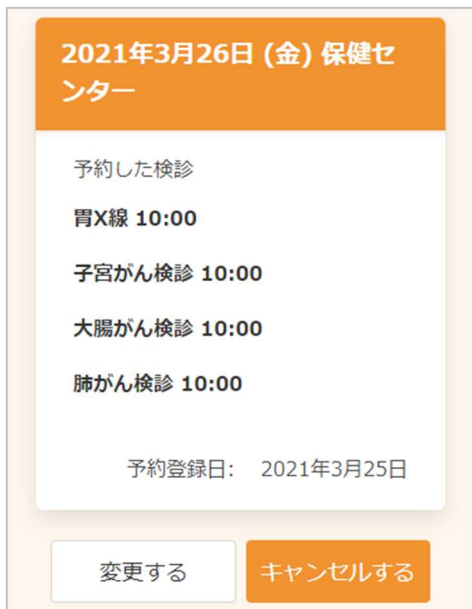 2021年3月26日 (金) 保健セ
ンター
予約した検診
胃X線 10:00
子宮がん検診 10:00
大腸がん検診 10:00
肺がん検診 10:00
予約登録日: 2021年3月25日
変更する キャンセルする